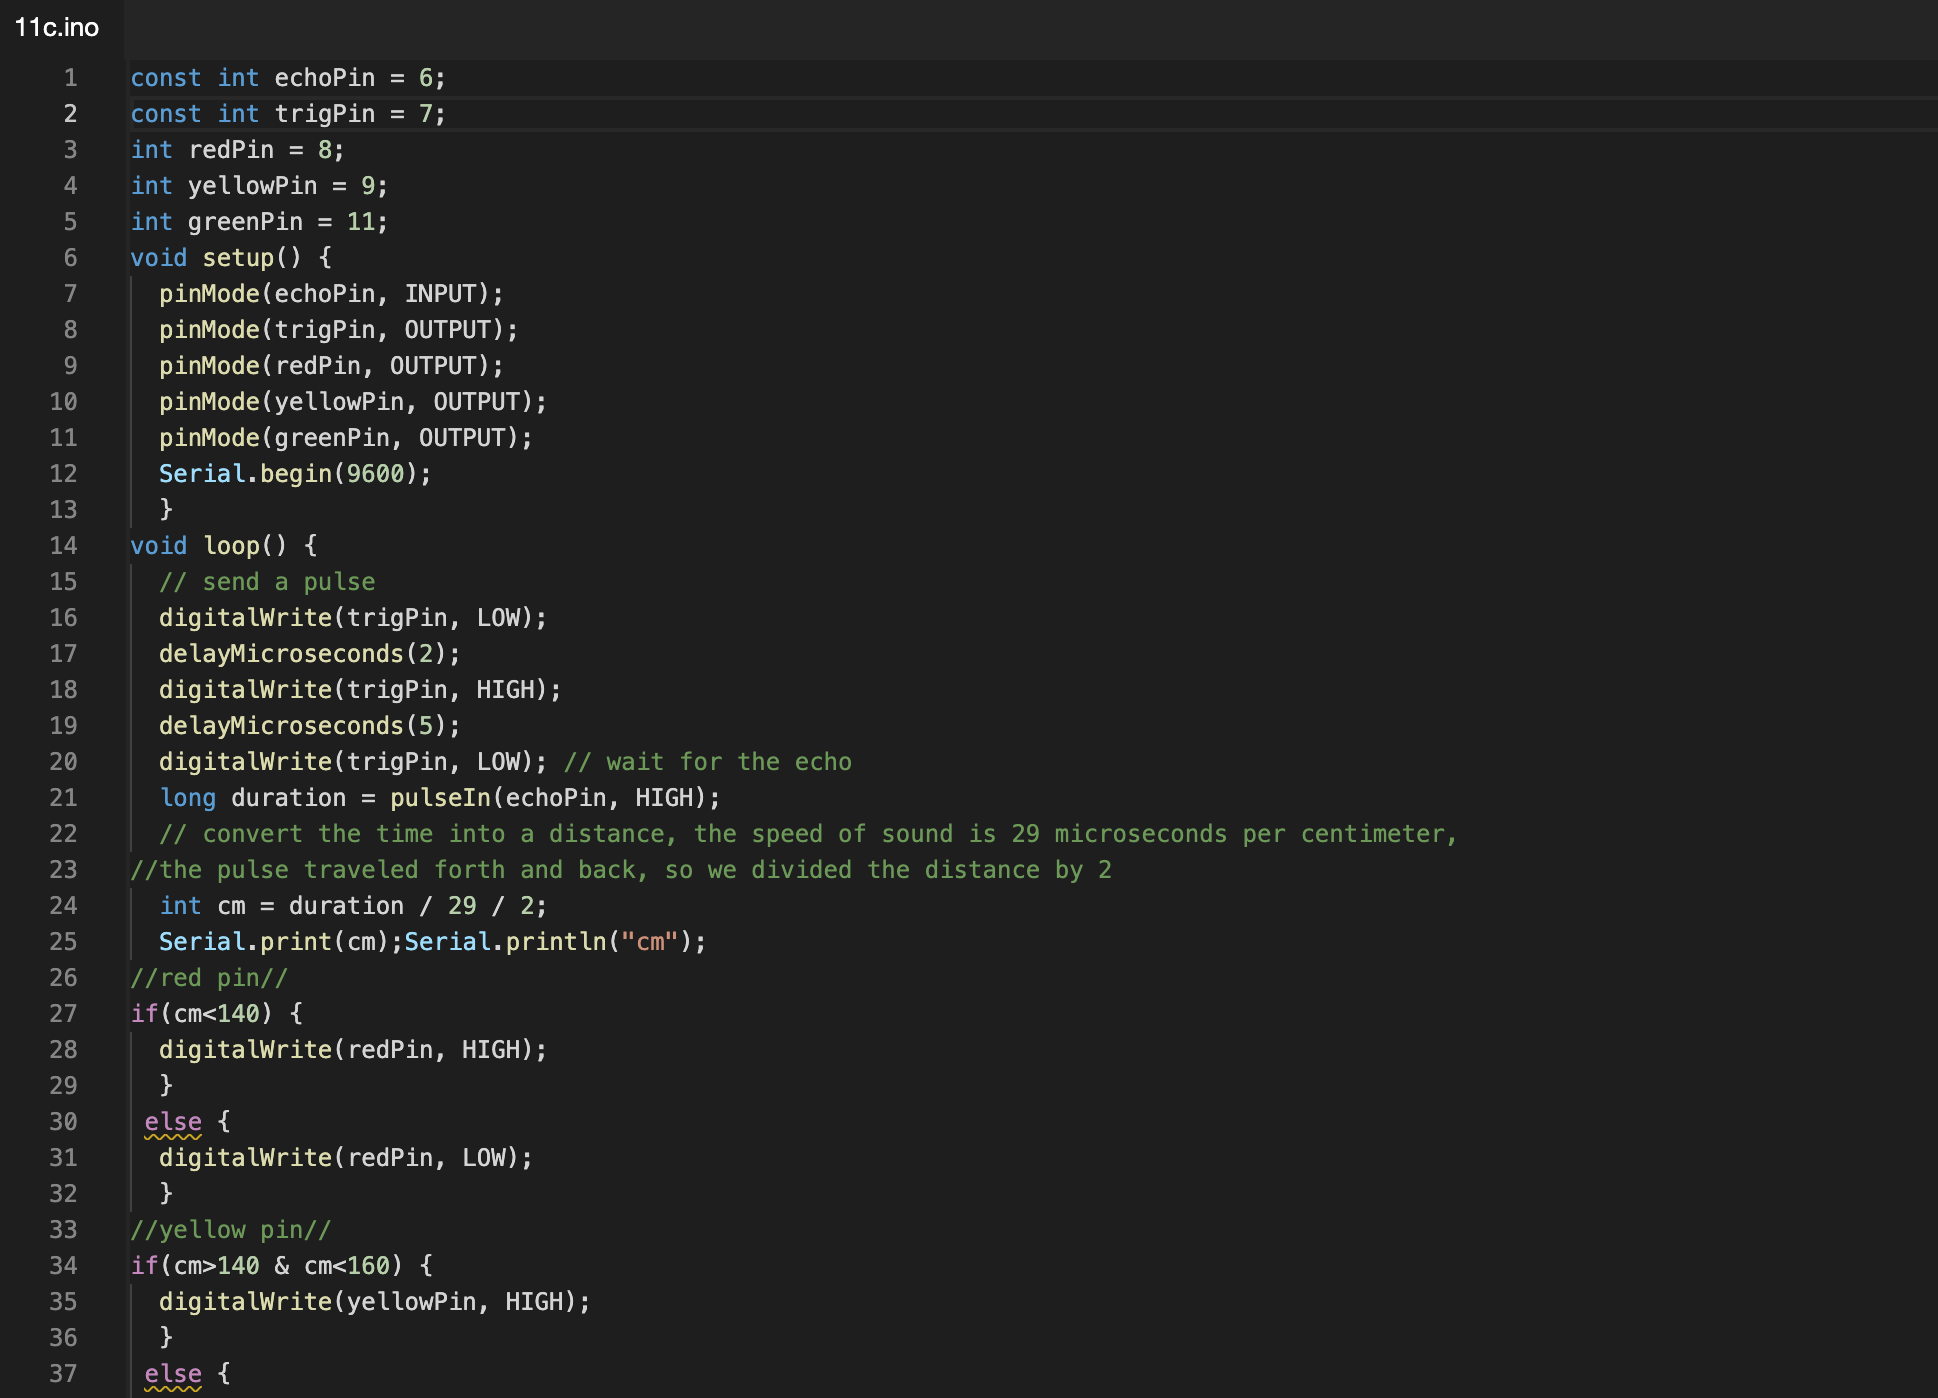 11c.ino
1 const int echoPin = 6;
2 const int trigPin = 7;
3 int redPin = 8;
4 int yellowPin = 9;
5 int greenPin = 11;
6 void setup() {
7   pinMode(echoPin, INPUT);
8   pinMode(trigPin, OUTPUT);
9   pinMode(redPin, OUTPUT);
10   pinMode(yellowPin, OUTPUT);
11   pinMode(greenPin, OUTPUT);
12   Serial.begin(9600);
13   }
14 void loop() {
15   // send a pulse
16   digitalWrite(trigPin, LOW);
17   delayMicroseconds(2);
18   digitalWrite(trigPin, HIGH);
19   delayMicroseconds(5);
20   digitalWrite(trigPin, LOW); // wait for the echo
21   long duration = pulseIn(echoPin, HIGH);
22   // convert the time into a distance, the speed of sound is 29 microseconds per centimeter,
23 //the pulse traveled forth and back, so we divided the distance by 2
24   int cm = duration / 29 / 2;
25   Serial.print(cm);Serial.println("cm");
26 //red pin//
27 if(cm<140) {
28   digitalWrite(redPin, HIGH);
29   }
30  else {
31   digitalWrite(redPin, LOW);
32   }
33 //yellow pin//
34 if(cm>140 & cm<160) {
35   digitalWrite(yellowPin, HIGH);
36   }
37  else {